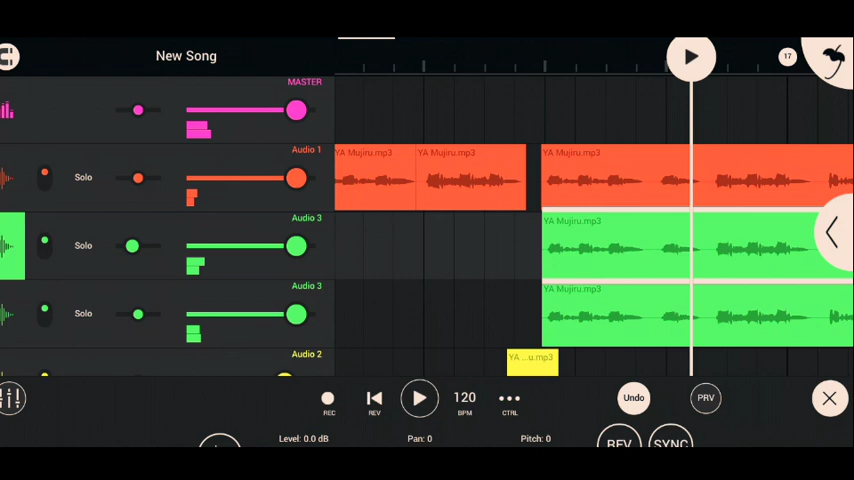 New Song
17
MASTER
Audio 1
Solo
YA Mujiru.mp3
YA Mujiru.mp3
YA Mujiru.mp3
Audio 3
Solo
YA Mujiru.mp3
Audio 3
Solo
YA Mujiru.mp3
Audio 2
YA ...u.mp3
REC
REV
120
BPM
CTRL
Undo
PRV
Level: 0.0 dB
Pan: 0
Pitch: 0
REV
SYNC